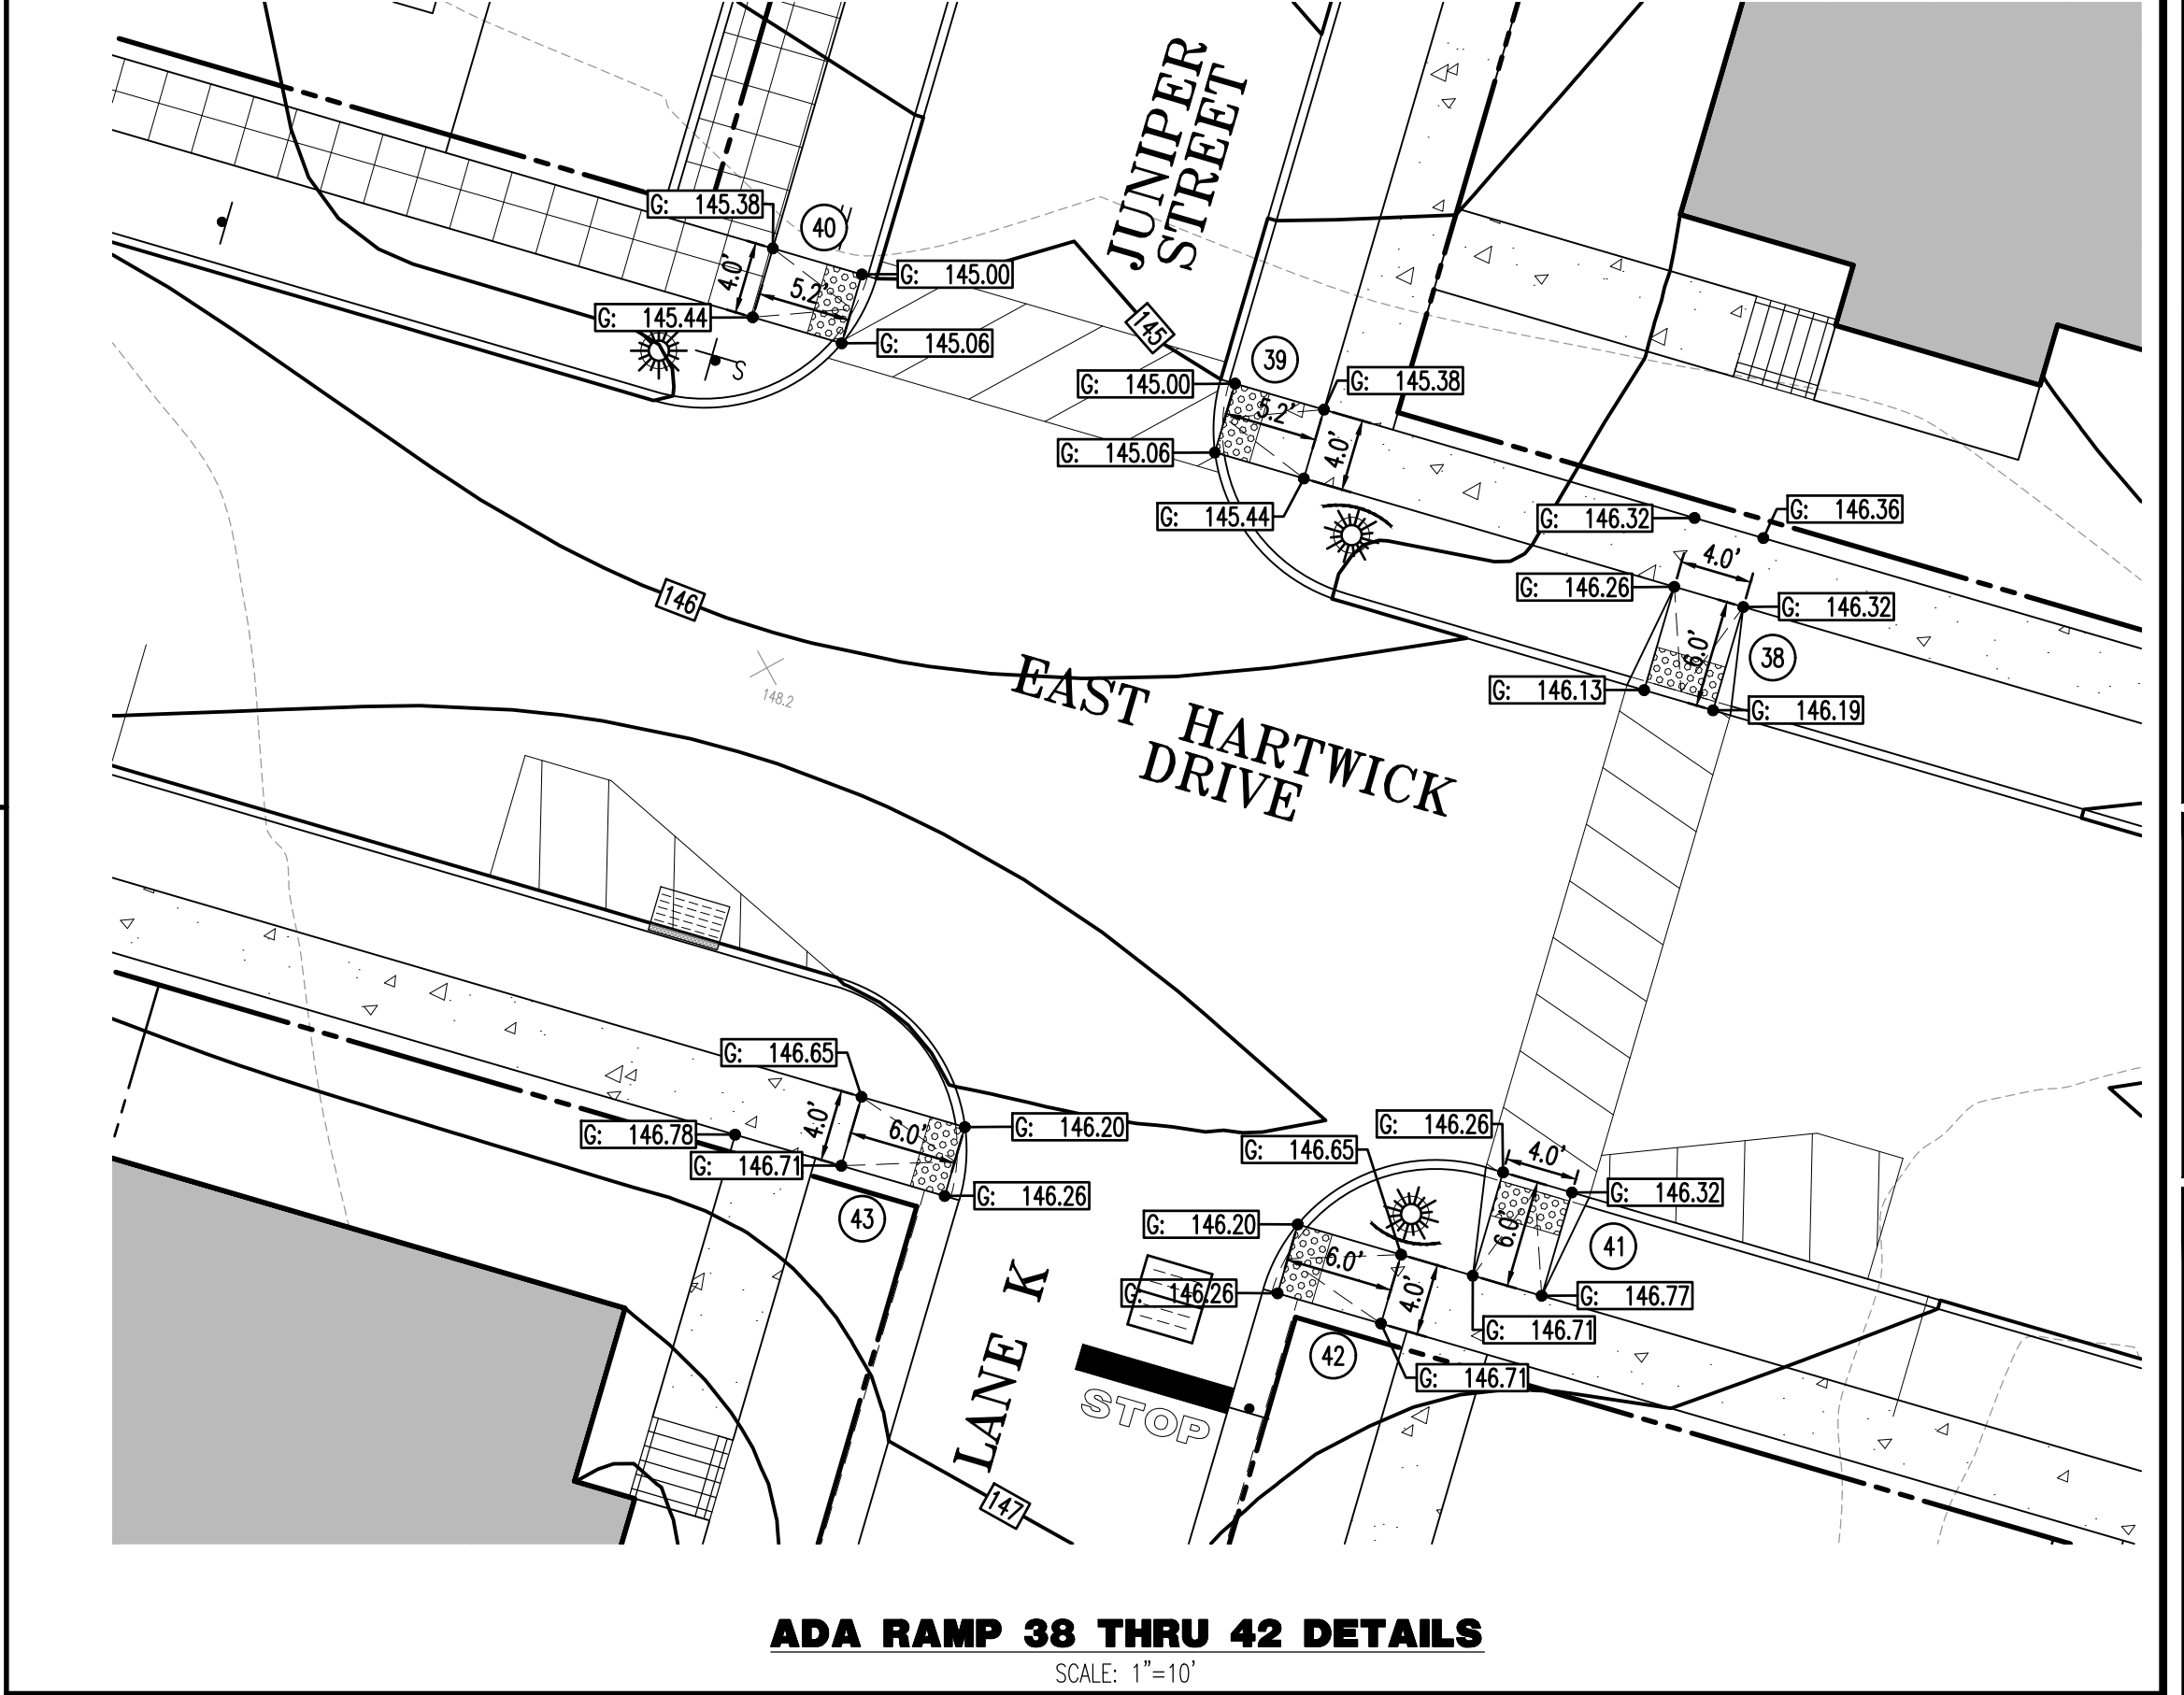 JUNIPER
STREET
G: 145.38
40
G: 145.00
4.0'
5.2'
G: 145.44
G: 145.06
S
145
39
G: 145.00
G: 145.38
5.2'
4.0'
G: 145.06
G: 145.44
G: 146.32
G: 146.36
4.0'
G: 146.26
G: 146.32
6.0'
38
G: 146.13
G: 146.19
146
148.2
EAST HARTWICK
DRIVE
G: 146.65
4.0'
6.0'
G: 146.20
G: 146.78
G: 146.71
G: 146.26
43
G: 146.26
4.0'
G: 146.65
G: 146.32
G: 146.20
6.0'
41
6.0'
G: 146.26
4.0'
G: 146.77
G: 146.71
42
G: 146.71
LANE K
STOP
147
ADA RAMP 38 THRU 42 DETAILS
SCALE: 1"=10'